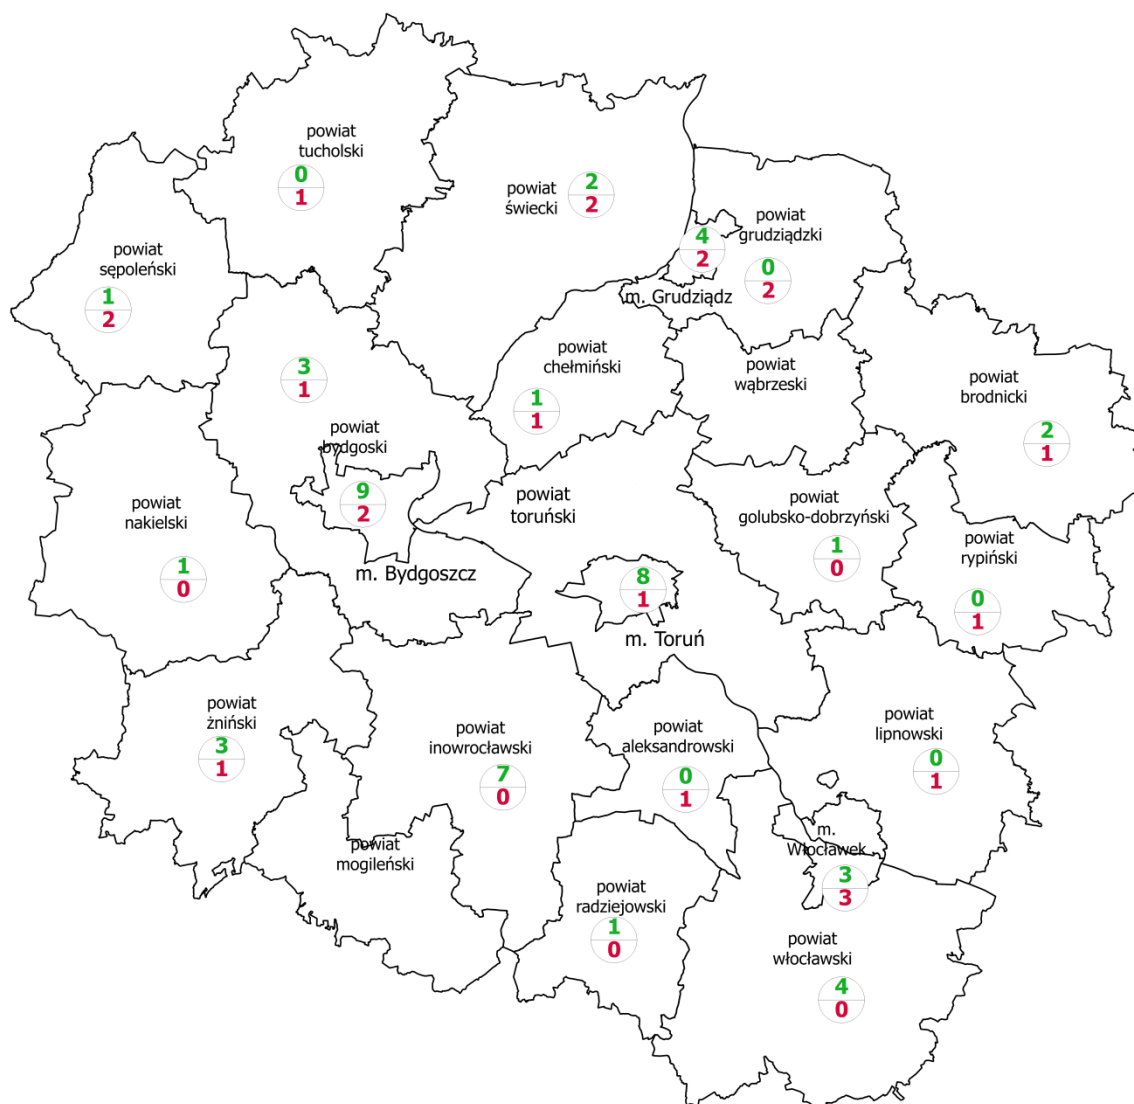 powiat
tucholski
0
1
powiat
świecki
2
2
powiat
grudziądzki
0
2
4
2
m. Grudziądz
powiat
sępoleński
1
2
3
1
powiat
bydgoski
powiat
chełmiński
1
1
powiat
wąbrzeski
powiat
brodnicki
2
1
9
2
m. Bydgoszcz
powiat
nakielski
1
0
powiat
toruński
8
1
m. Toruń
powiat
golubsko-dobrzyński
1
0
powiat
rypiński
0
1
powiat
żniński
3
1
powiat
inowrocławski
7
0
powiat
aleksandrowski
0
1
powiat
lipnowski
0
1
powiat
mogileński
m.
Włocławek
3
3
powiat
radziejowski
1
0
powiat
włocławski
4
0